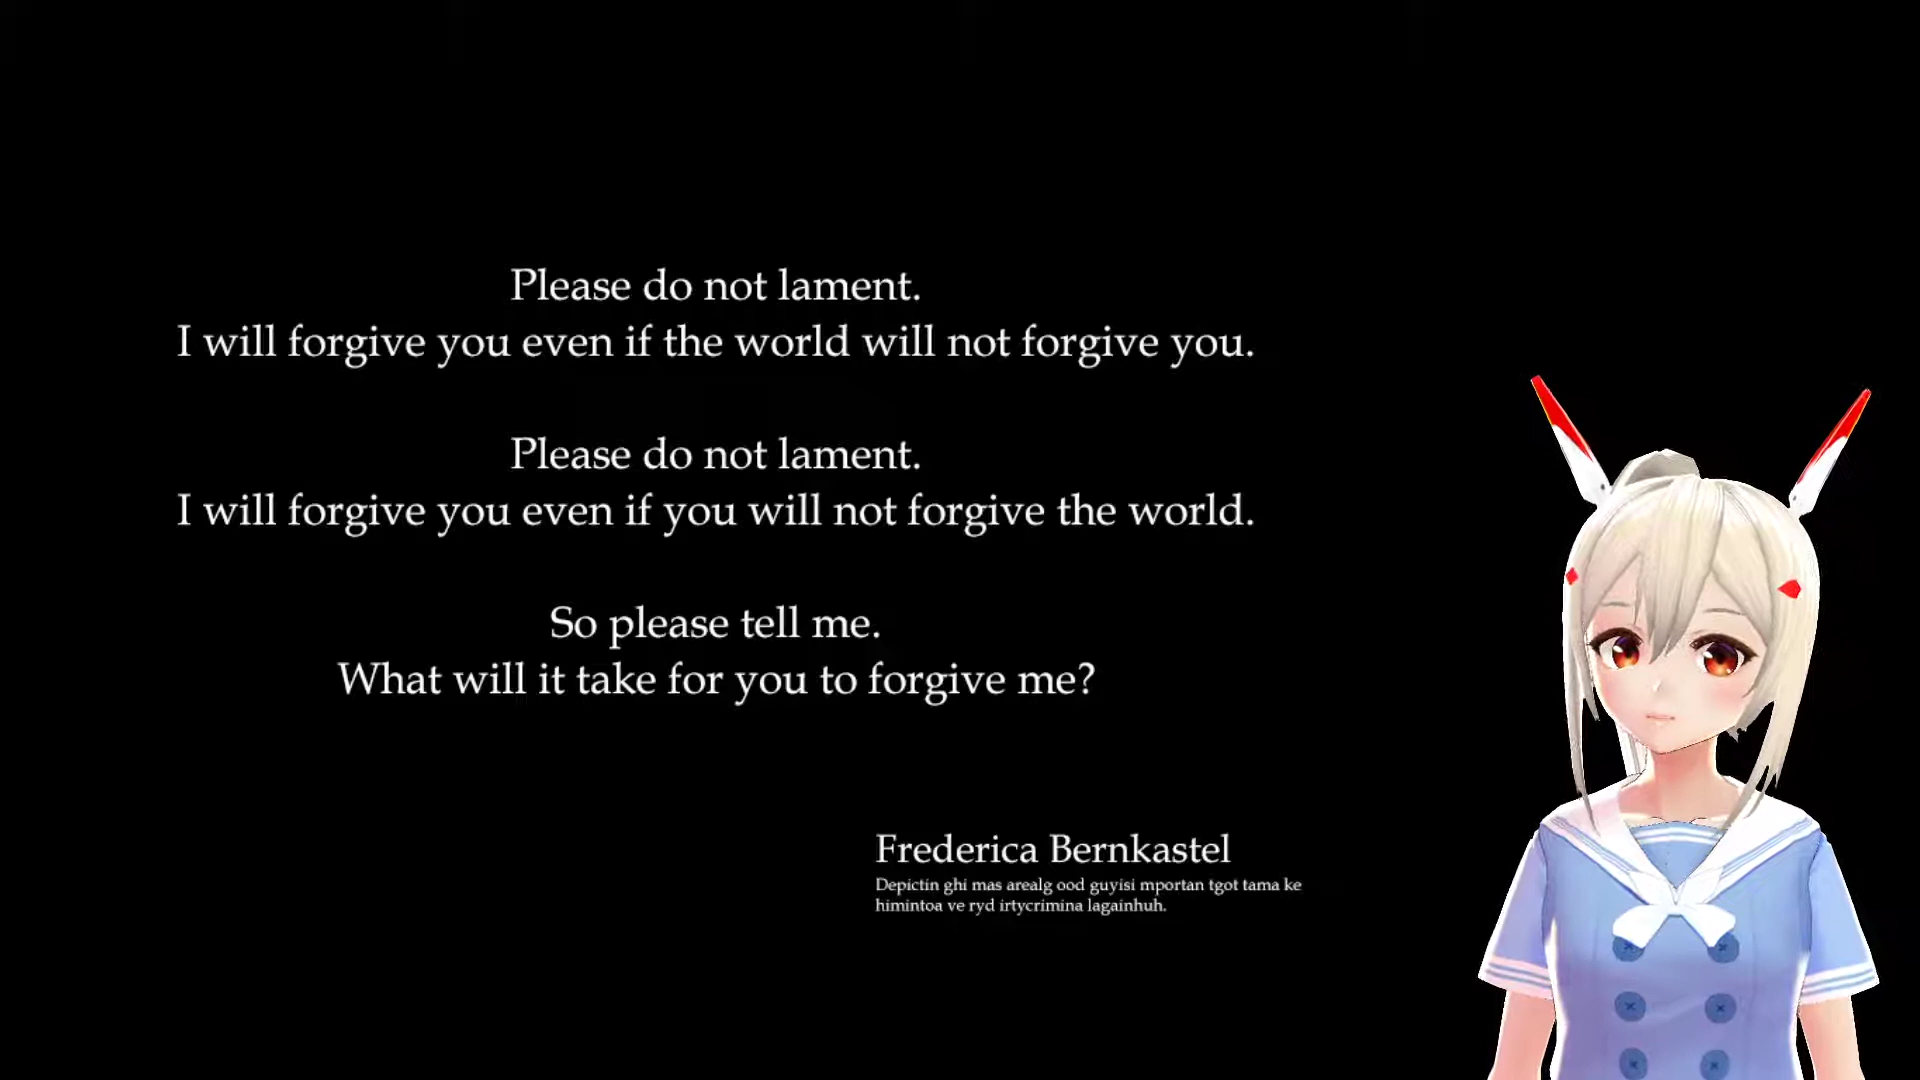 Please do not lament.
I will forgive you even if the world will not forgive you.
Please do not lament.
I will forgive you even if you will not forgive the world.
So please tell me.
What will it take for you to forgive me?
Frederica Bernkastel
Depictin ghi mas arealg ood guyisi mportan tgot tama ke
himintoa ve ryd irtycrimina lagainhuh.